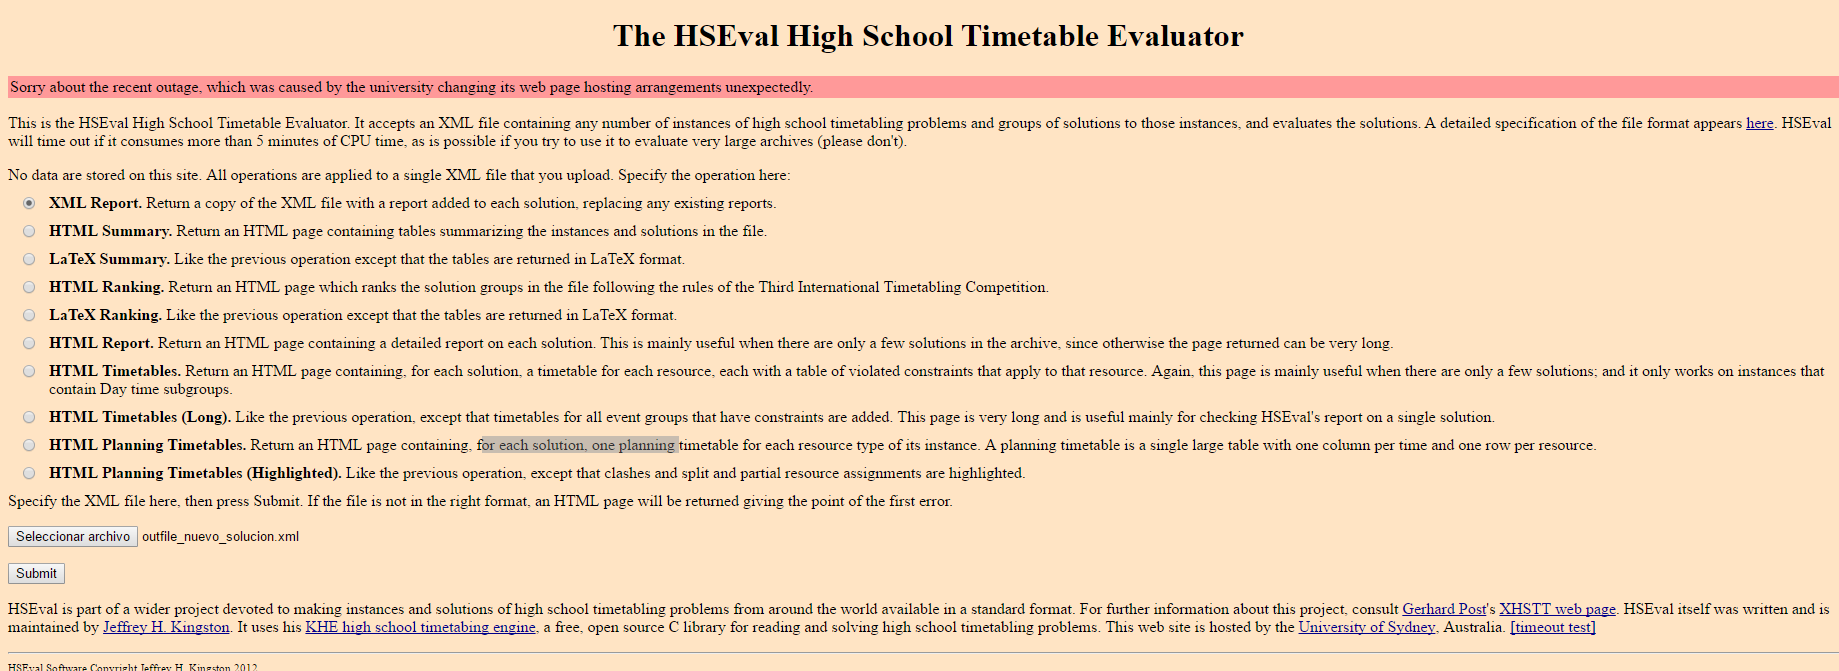 The HSEval High School Timetable Evaluator
Sorry about the recent outage, which was caused by the university changing its web page hosting arrangements unexpectedly.
This is the HSEval High School Timetable Evaluator. It accepts an XML file containing any number of instances of high school timetabling problems and groups of solutions to those instances, and evaluates the solutions. A detailed specification of the file format appears here. HSEval
will time out if it consumes more than 5 minutes of CPU time, as is possible if you try to use it to evaluate very large archives (please don't).
No data are stored on this site. All operations are applied to a single XML file that you upload. Specify the operation here:
XML Report. Return a copy of the XML file with a report added to each solution, replacing any existing reports.
HTML Summary. Return an HTML page containing tables summarizing the instances and solutions in the file.
LaTeX Summary. Like the previous operation except that the tables are returned in LaTeX format.
HTML Ranking. Return an HTML page which ranks the solution groups in the file following the rules of the Third International Timetabling Competition.
LaTeX Ranking. Like the previous operation except that the tables are returned in LaTeX format.
HTML Report. Return an HTML page containing a detailed report on each solution. This is mainly useful when there are only a few solutions in the archive, since otherwise the page returned can be very long.
HTML Timetables. Return an HTML page containing, for each solution, a timetable for each resource, each with a table of violated constraints that apply to that resource. Again, this page is mainly useful when there are only a few solutions; and it only works on instances that
contain Day time subgroups.
HTML Timetables (Long). Like the previous operation, except that timetables for all event groups that have constraints are added. This page is very long and is useful mainly for checking HSEval's report on a single solution.
HTML Planning Timetables. Return an HTML page containing, for each solution, one planning timetable for each resource type of its instance. A planning timetable is a single large table with one column per time and one row per resource.
HTML Planning Timetables (Highlighted). Like the previous operation, except that clashes and split and partial resource assignments are highlighted.
Specify the XML file here, then press Submit. If the file is not in the right format, an HTML page will be returned giving the point of the first error.
Seleccionar archivo outfile_nuevo_solucion.xml
Submit
HSEval is part of a wider project devoted to making instances and solutions of high school timetabling problems from around the world available in a standard format. For further information about this project, consult Gerhard Post's XHSTT web page. HSEval itself was written and is
maintained by Jeffrey H. Kingston. It uses his KHE high school timetabing engine, a free, open source C library for reading and solving high school timetabling problems. This web site is hosted by the University of Sydney, Australia. [timeout test]
HSEval Software Copyright Jeffrey H. Kingston 2012